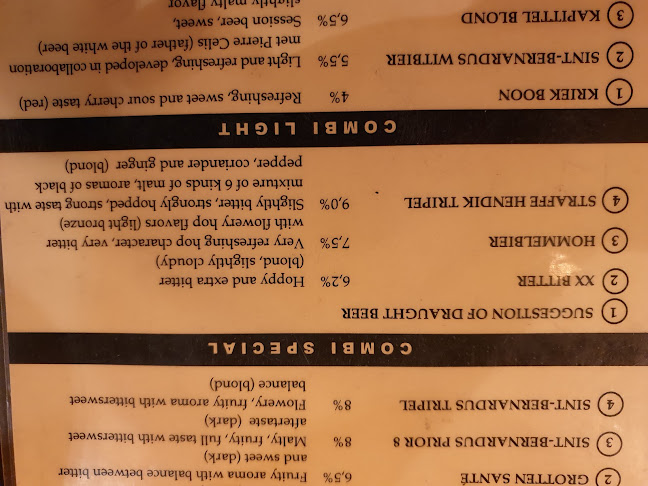 ② GROTTEN SANTÉ 6,5% Fruity aroma with balance between bitter
and sweet (dark)
③ SINT-BERNARDUS PRIOR 8 8% Malty, fruity, full taste with bittersweet
aftertaste (dark)
④ SINT-BERNARDUS TRIPEL 8% Flowery, fruity aroma with bittersweet
balance (blond)
COMBI SPECIAL
① SUGGESTION OF DRAUGHT BEER
② XX BITTER 6,2% Hoppy and extra bitter
(blond, slightly cloudy)
③ HOMMELBIER 7,5% Very refreshing hop character, very bitter
with flowery hop flavors (light bronze)
④ STRAFFE HENDIK TRIPEL 9,0% Slightly bitter, strongly hopped, strong taste with
mixture of 6 kinds of malt, aromas of black
pepper, coriander and ginger (blond)
COMBI LIGHT
① KRIEK BOON 4% Refreshing, sweet and sour cherry taste (red)
② SINT-BERNARDUS WITBIER 5,5% Light and refreshing, developed in collaboration
met Pierre Celis (father of the white beer)
③ KAPITTEL BLOND 6,5% Session beer, sweet,
slightly malty flavor